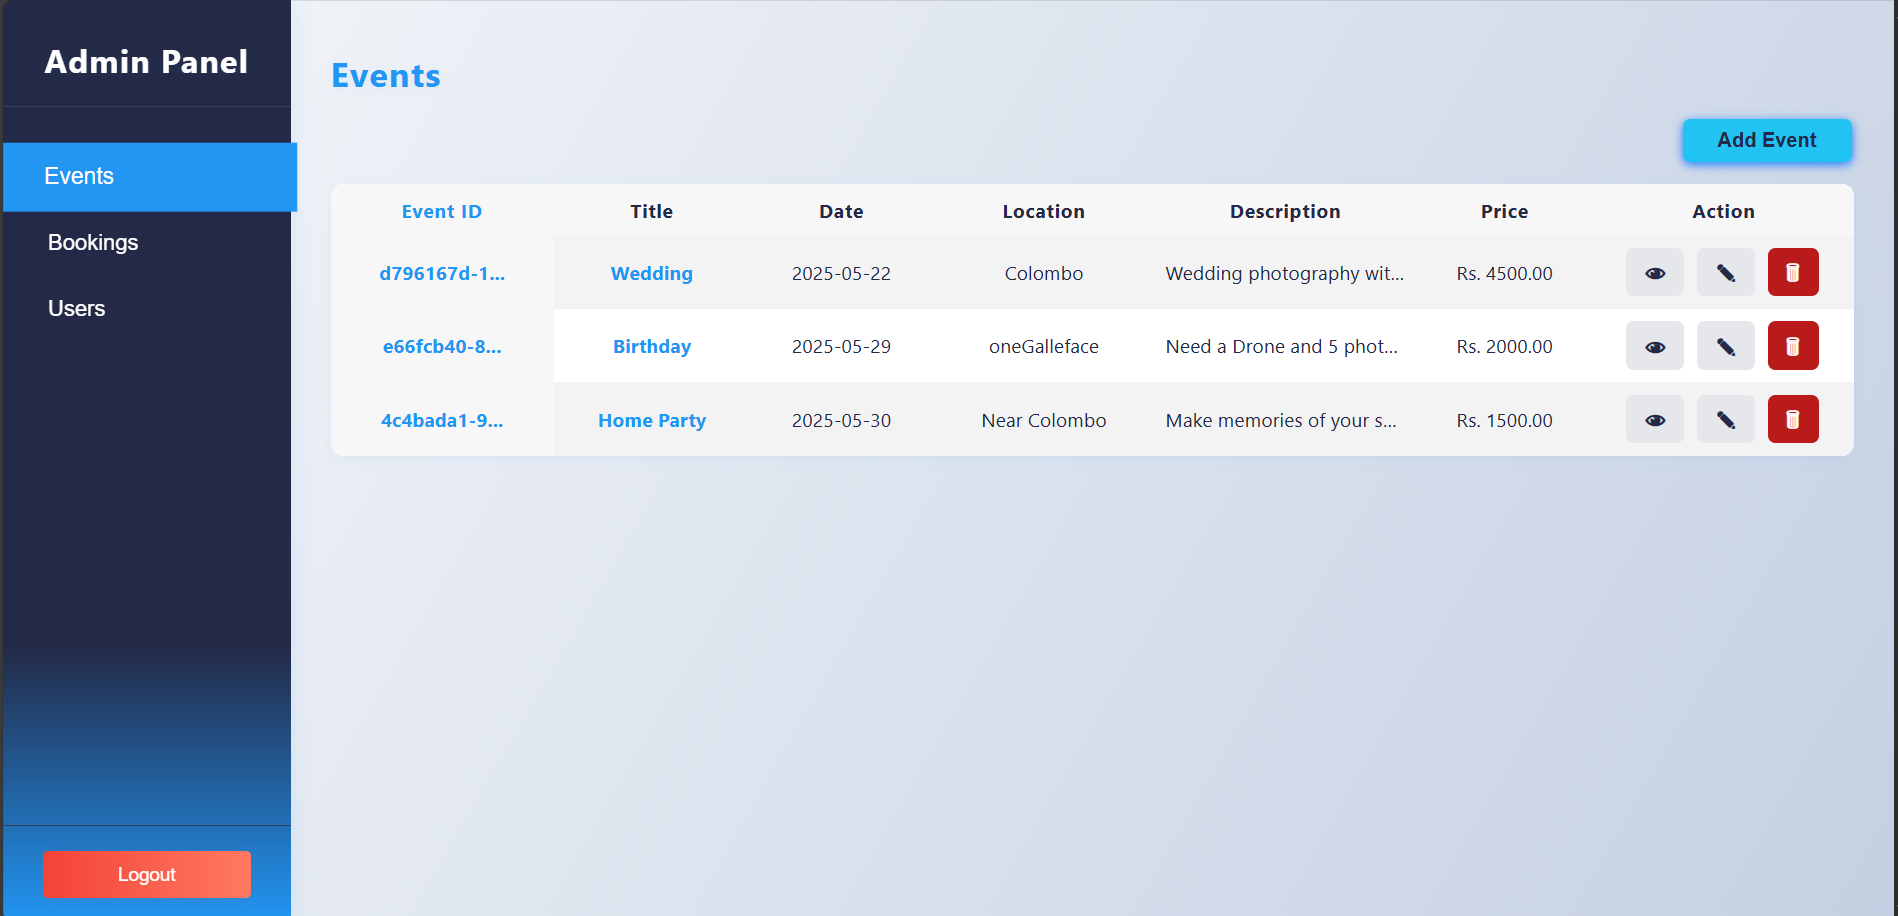 Admin Panel
Events
Bookings
Users
Logout
Events
Add Event
Event ID Title Date Location Description Price Action
d796167d-1... Wedding 2025-05-22 Colombo Wedding photography wit... Rs. 4500.00
e66fcb40-8... Birthday 2025-05-29 oneGalleface Need a Drone and 5 phot... Rs. 2000.00
4c4bada1-9... Home Party 2025-05-30 Near Colombo Make memories of your s... Rs. 1500.00